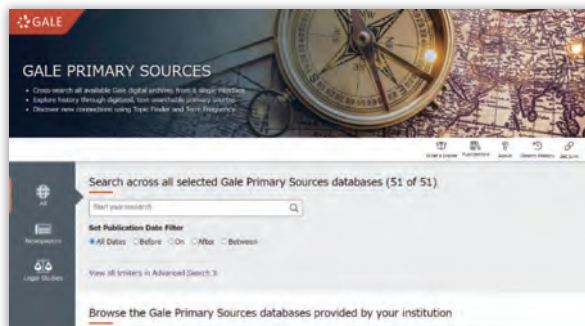 GALE
GALE PRIMARY SOURCES
Cross-search all available Gale digital archives from a single interface
Explore history through digitized, text-searchable primary sources
Discover new connections using Topic Finder and Term Frequency
Get Link
Search across all selected Gale Primary Sources databases (51 of 51)
All
Start your research
Newspapers
Set Publication Date Filter
All Dates Before On After Between
Legal Studies
View all limiters in Advanced Search
Browse the Gale Primary Sources databases provided by your institution